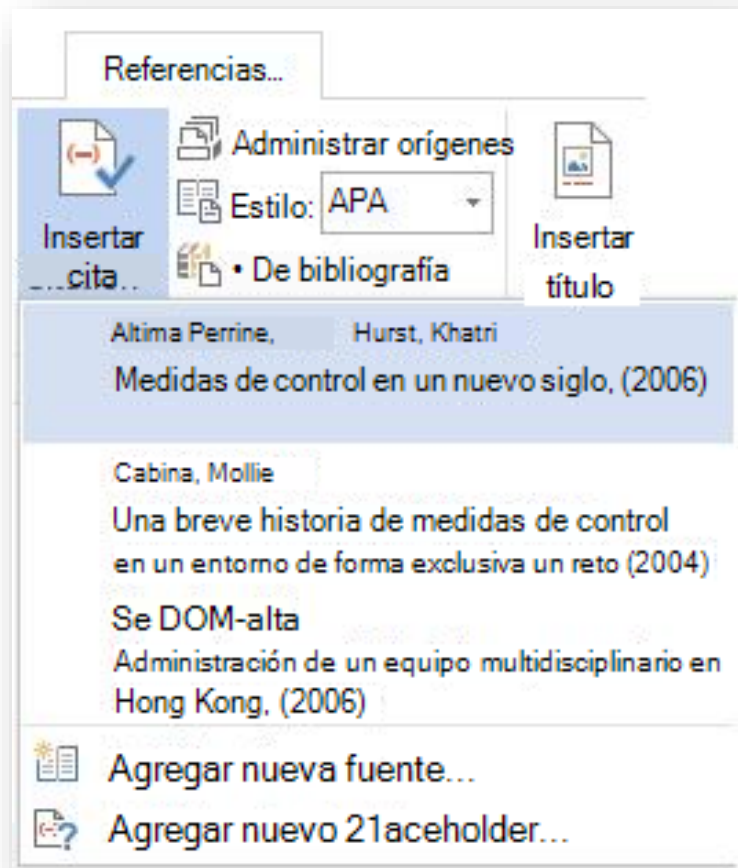 Referencias...
Administrar orígenes
Estilo: APA
• De bibliografía
Insertar
cita
Insertar
título
Altima Perrine, Hurst, Khatri
Medidas de control en un nuevo siglo, (2006)
Cabina, Mollie
Una breve historia de medidas de control
en un entorno de forma exclusiva un reto (2004)
Se DOM-alta
Administración de un equipo multidisciplinario en
Hong Kong, (2006)
Agregar nueva fuente...
Agregar nuevo 21aceholder...